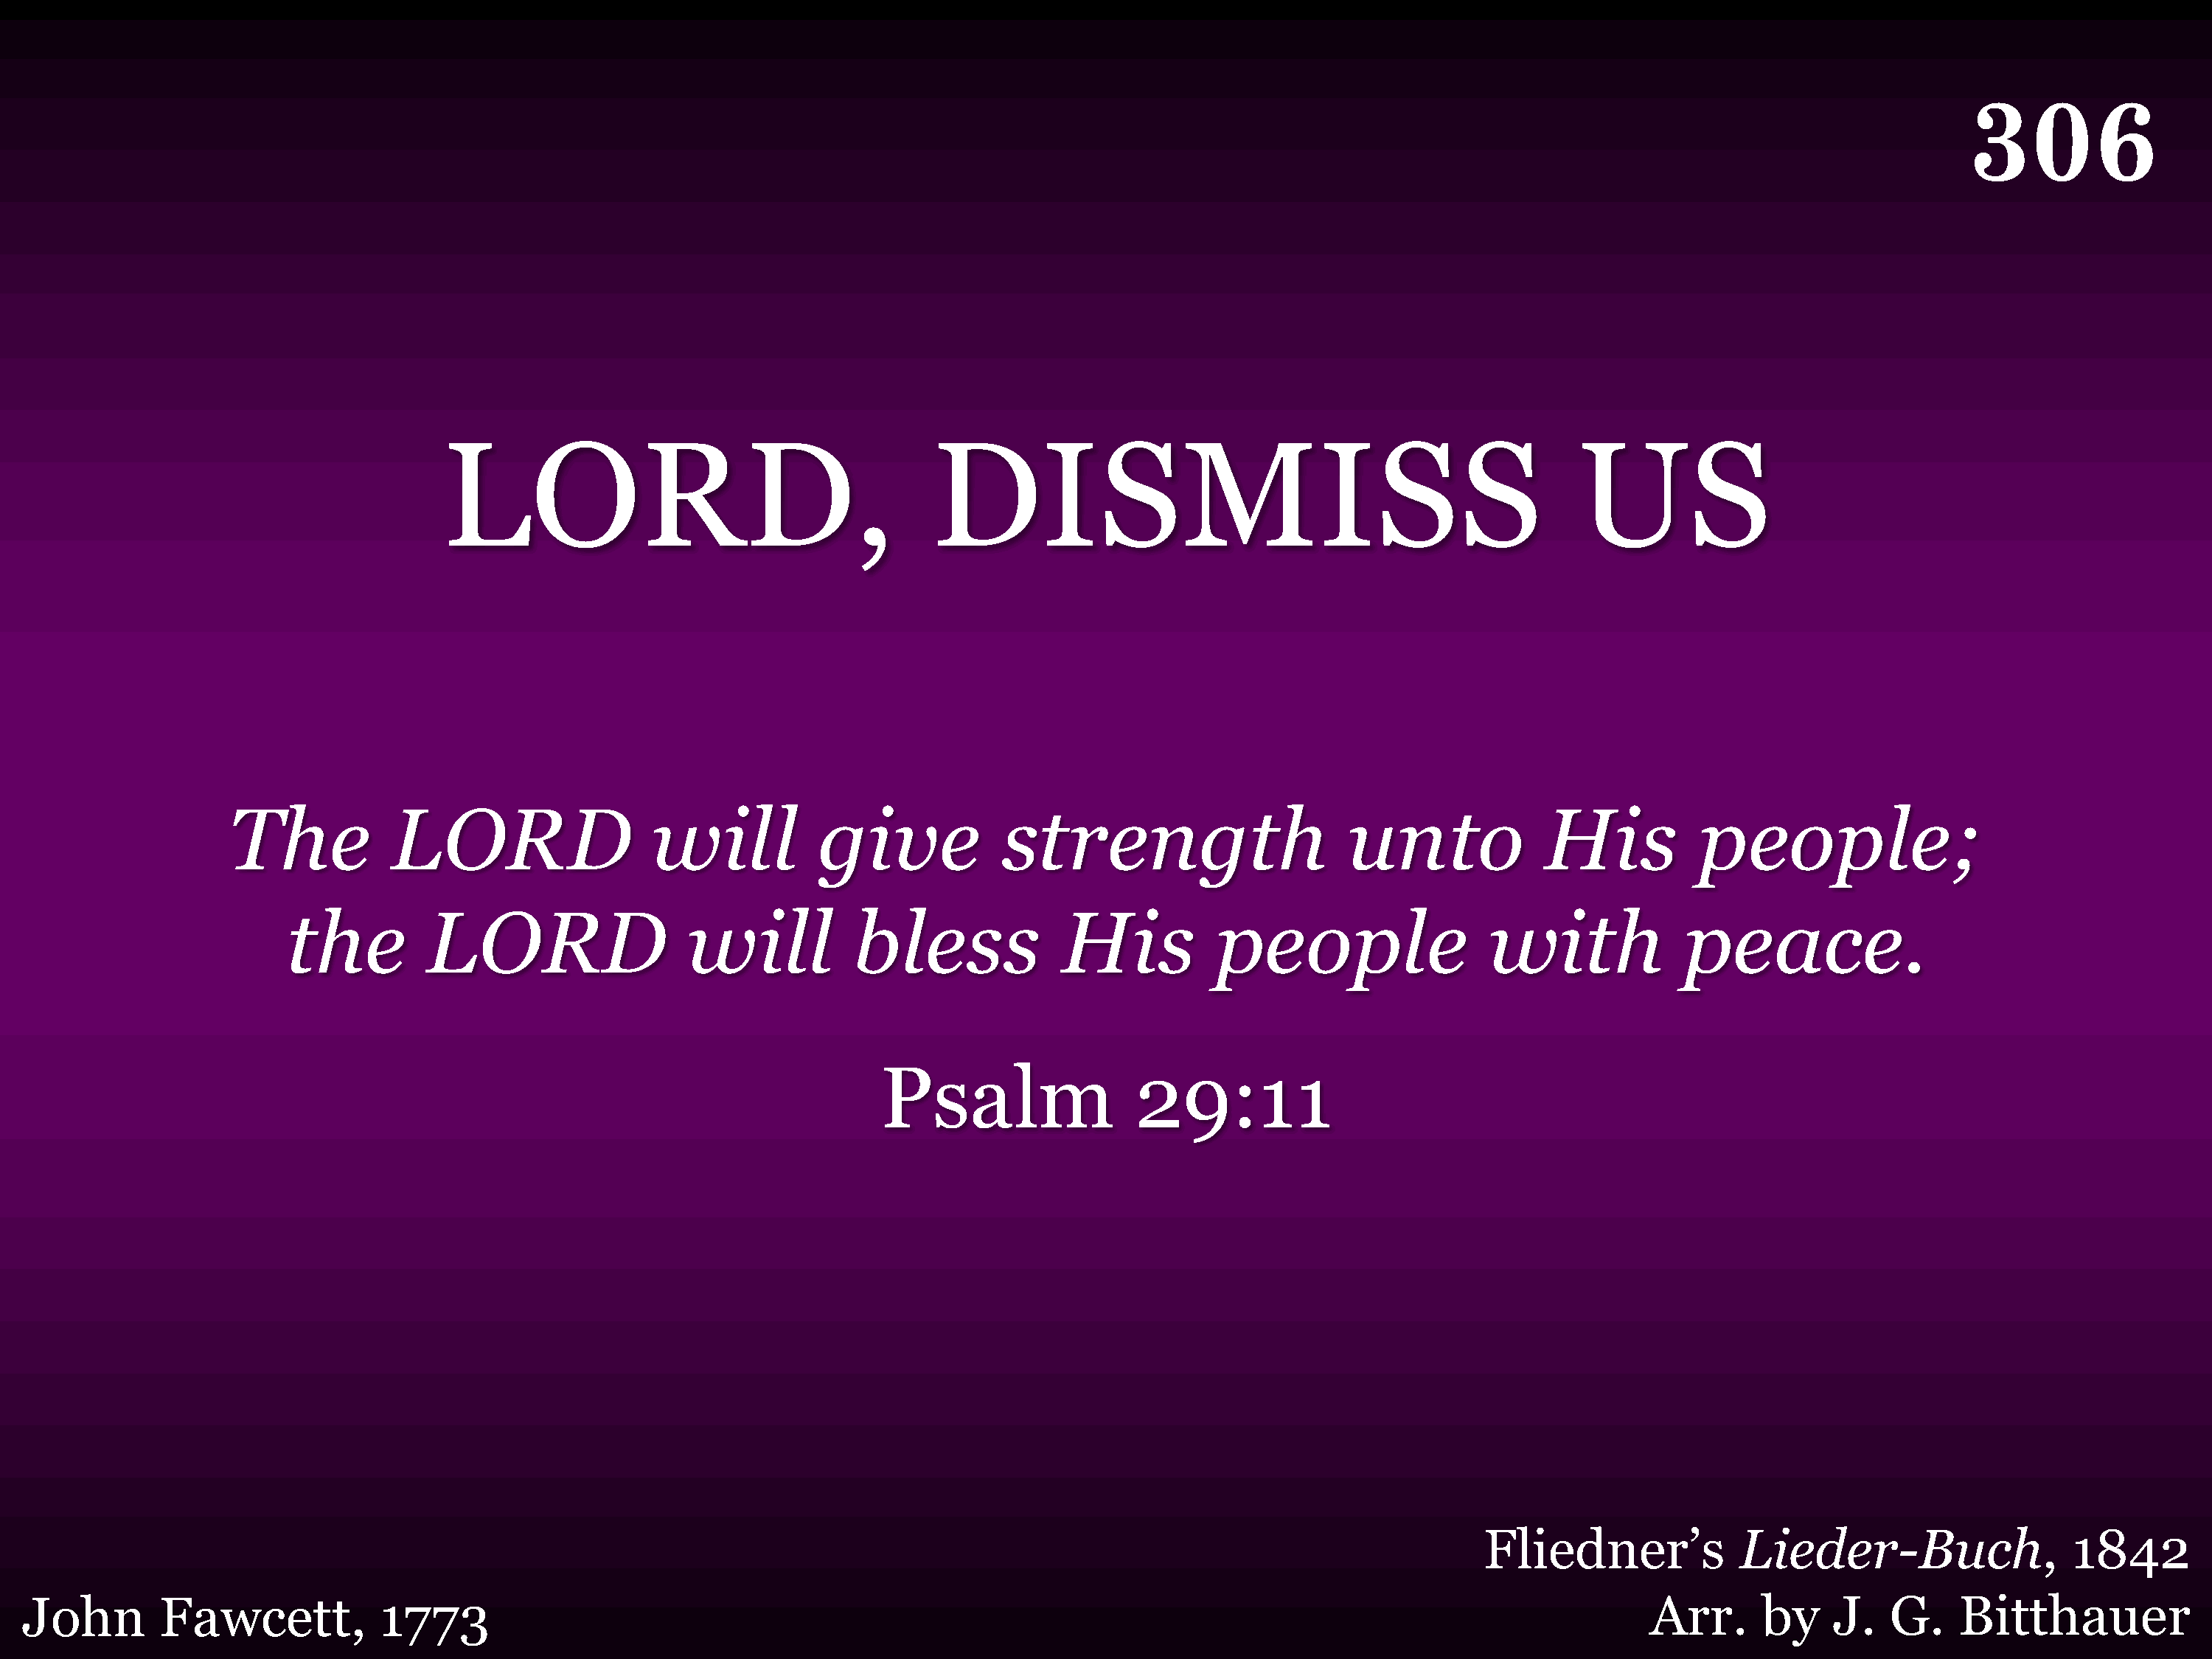 306
LORD, DISMISS US
The LORD will give strength unto His people;
the LORD will bless His people with peace.
Psalm 29:11
Fliedner’s Lieder-Buch, 1842
John Fawcett, 1773
Arr. by J. G. Bitthauer